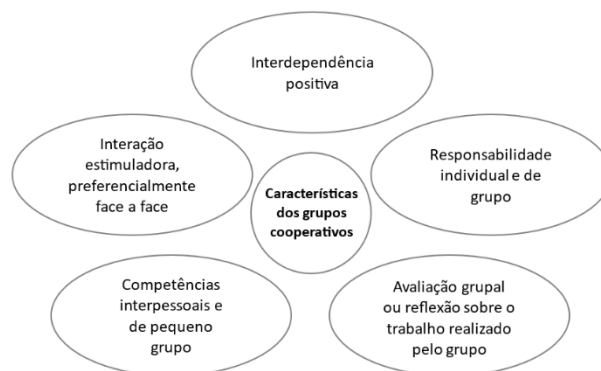 Interdependência
positiva
Interação
estimuladora,
preferencialmente
face a face
Responsabilidade
individual e de
grupo
Características
dos grupos
cooperativos
Competências
interpessoais e
de pequeno
grupo
Avaliação grupal
ou reflexão sobre o
trabalho realizado
pelo grupo